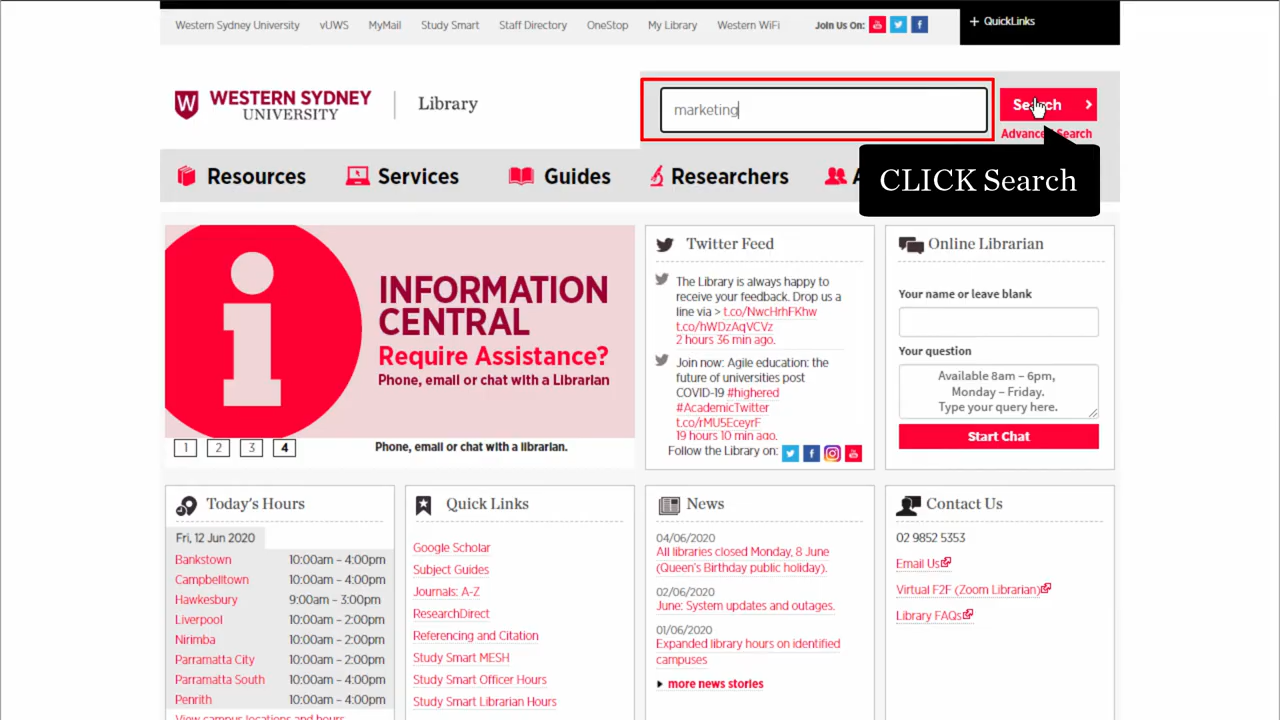 Western Sydney University vUWS MyMail Study Smart Staff Directory OneStop My Library Western WiFi Join Us On:
+ QuickLinks
WESTERN SYDNEY
UNIVERSITY
Library
marketing
Search
Advanced Search
CLICK Search
Resources Services Guides Researchers A
INFORMATION
CENTRAL
Require Assistance?
Phone, email or chat with a Librarian
1 2 3 4
Phone, email or chat with a librarian.
Twitter Feed
The Library is always happy to
receive your feedback. Drop us a
line via > t.co/NwcHrhFKhw
t.co/hWDzAqVCVz
2 hours 36 min ago.
Join now: Agile education: the
future of universities post
COVID-19 #highered
#AcademicTwitter
t.co/rMU5EceyrF
19 hours 10 min ago.
Follow the Library on:
Online Librarian
Your name or leave blank
Your question
Available 8am – 6pm,
Monday – Friday.
Type your query here.
Start Chat
Today's Hours
Fri, 12 Jun 2020
Bankstown 10:00am – 4:00pm
Campbelltown 10:00am – 4:00pm
Hawkesbury 9:00am – 3:00pm
Liverpool 10:00am – 2:00pm
Nirimba 10:00am – 2:00pm
Parramatta City 10:00am – 2:00pm
Parramatta South 10:00am – 4:00pm
Penrith 10:00am – 4:00pm
View campus locations and hours
Quick Links
Google Scholar
Subject Guides
Journals: A-Z
ResearchDirect
Referencing and Citation
Study Smart MESH
Study Smart Officer Hours
Study Smart Librarian Hours
News
04/06/2020
All libraries closed Monday, 8 June
(Queen's Birthday public holiday).
02/06/2020
June: System updates and outages.
01/06/2020
Expanded library hours on identified
campuses
more news stories
Contact Us
02 9852 5353
Email Us
Virtual F2F (Zoom Librarian)
Library FAQs